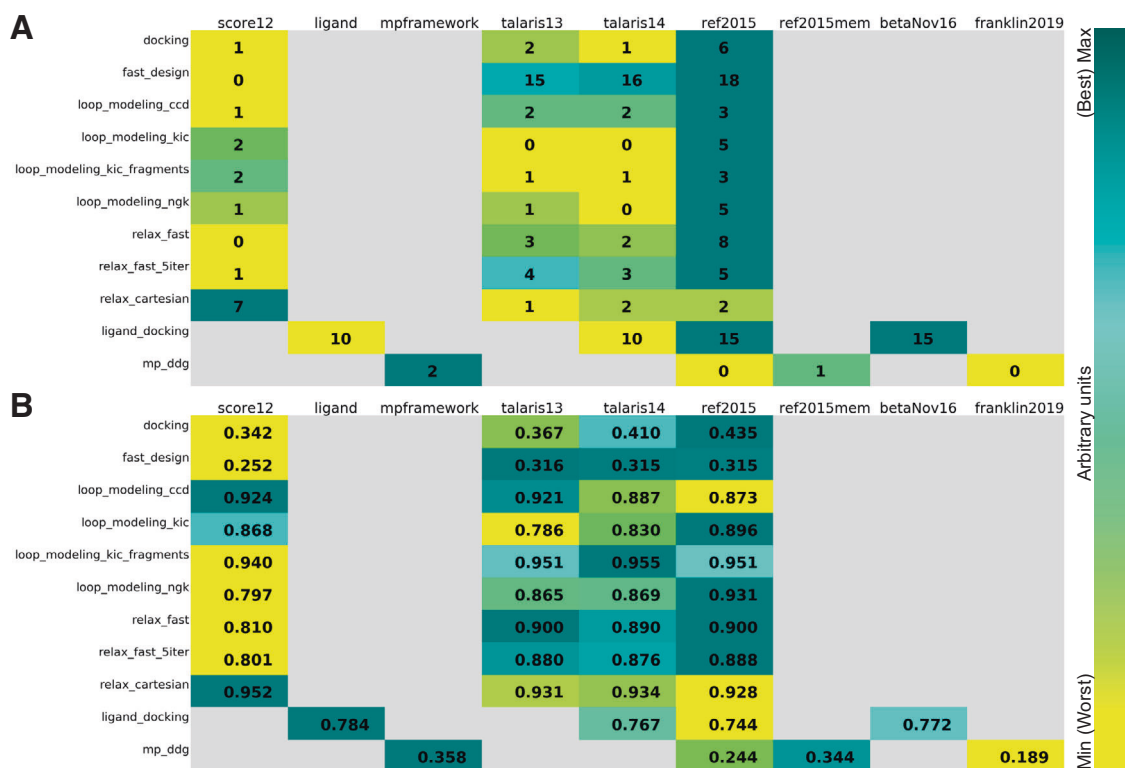 A
score12 ligand mpframework talaris13 talaris14 ref2015 ref2015mem betaNov16 franklin2019
docking 1 2 1 6
fast_design 0 15 16 18
loop_modeling_ccd 1 2 2 3
loop_modeling_kic 2 0 0 5
loop_modeling_kic_fragments 2 1 1 3
loop_modeling_ngk 1 1 0 5
relax_fast 0 3 2 8
relax_fast_5iter 1 4 3 5
relax_cartesian 7 1 2 2
ligand_docking 10 10 15 15
mp_ddg 2 0 1 0
B
score12 ligand mpframework talaris13 talaris14 ref2015 ref2015mem betaNov16 franklin2019
docking 0.342 0.367 0.410 0.435
fast_design 0.252 0.316 0.315 0.315
loop_modeling_ccd 0.924 0.921 0.887 0.873
loop_modeling_kic 0.868 0.786 0.830 0.896
loop_modeling_kic_fragments 0.940 0.951 0.955 0.951
loop_modeling_ngk 0.797 0.865 0.869 0.931
relax_fast 0.810 0.900 0.890 0.900
relax_fast_5iter 0.801 0.880 0.876 0.888
relax_cartesian 0.952 0.931 0.934 0.928
ligand_docking 0.784 0.767 0.744 0.772
mp_ddg 0.358 0.244 0.344 0.189
(Best) Max
Arbitrary units
Min (Worst)